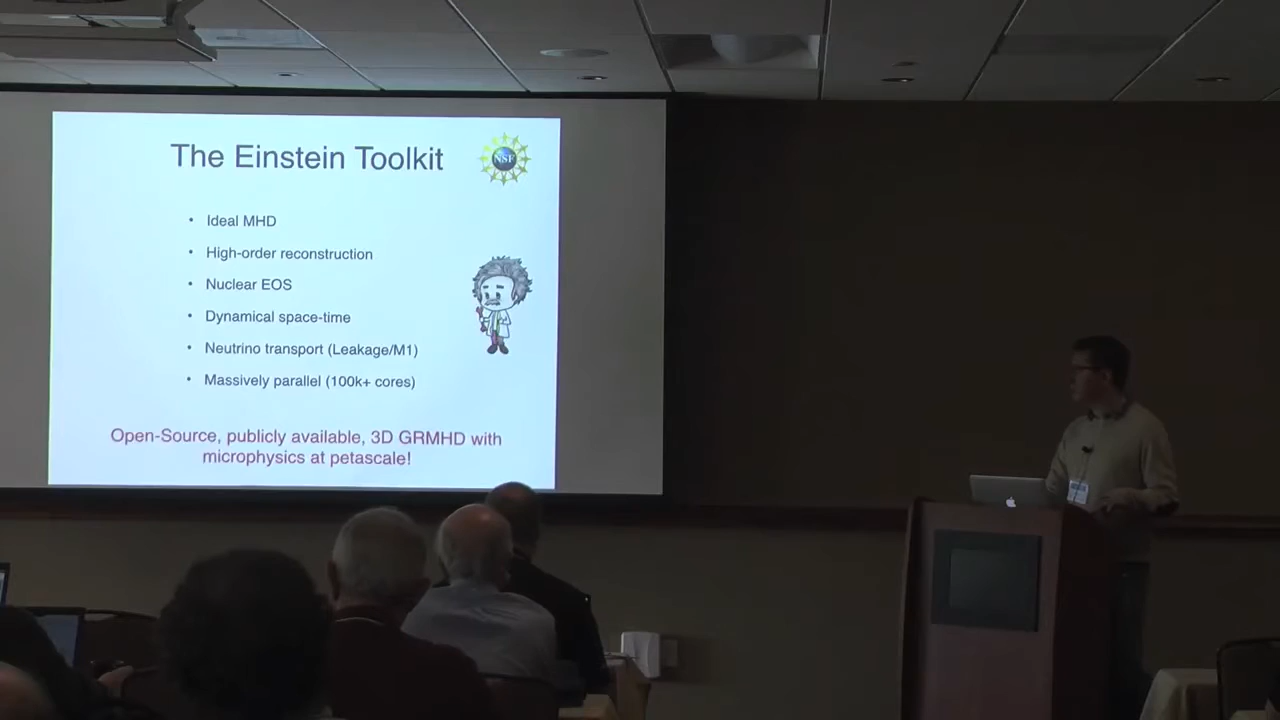 The Einstein Toolkit
NSF
• Ideal MHD
• High-order reconstruction
• Nuclear EOS
• Dynamical space-time
• Neutrino transport (Leakage/M1)
• Massively parallel (100k+ cores)
Open-Source, publicly available, 3D GRMHD with
microphysics at petascale!